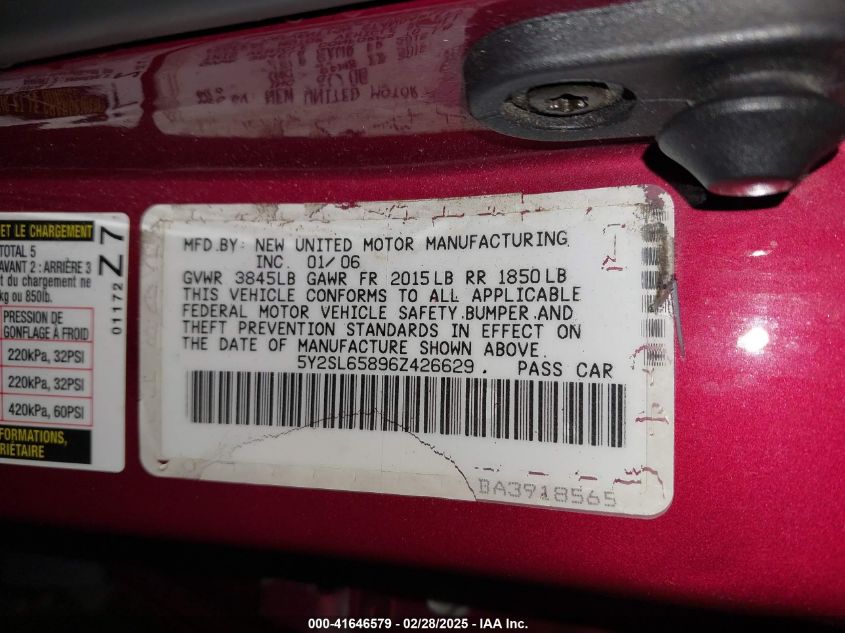 ET LE CHARGEMENT
TOTAL 5
AVANT 2 : ARRIÈRE 3
du chargement ne
kg ou 850lb.
PRESSION DE
GONFLAGE À FROID
220kPa, 32PSI
220kPa, 32PSI
420kPa, 60PSI
FORMATIONS,
RIÉTAIRE
01172 Z 7
MFD.BY: NEW UNITED MOTOR MANUFACTURING
INC. 01/06
GVWR 3845LB GAWR FR 2015LB RR 1850LB
THIS VEHICLE CONFORMS TO ALL APPLICABLE
FEDERAL MOTOR VEHICLE SAFETY.BUMPER.AND
THEFT PREVENTION STANDARDS IN EFFECT ON
THE DATE OF MANUFACTURE SHOWN ABOVE.
5Y2SL65896Z426629. PASS CAR
BA3918565
000-41646579 - 02/28/2025 - IAA Inc.